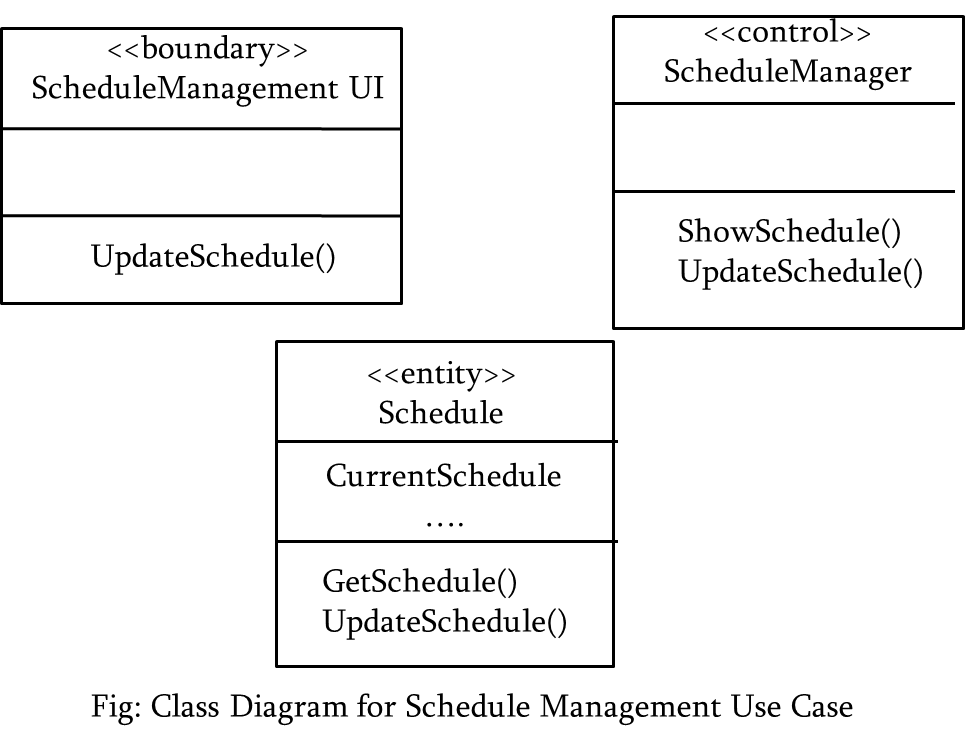 <<boundary>>
ScheduleManagement UI
UpdateSchedule()
<<control>>
ScheduleManager
ShowSchedule()
UpdateSchedule()
<<entity>>
Schedule
CurrentSchedule
....
GetSchedule()
UpdateSchedule()
Fig: Class Diagram for Schedule Management Use Case